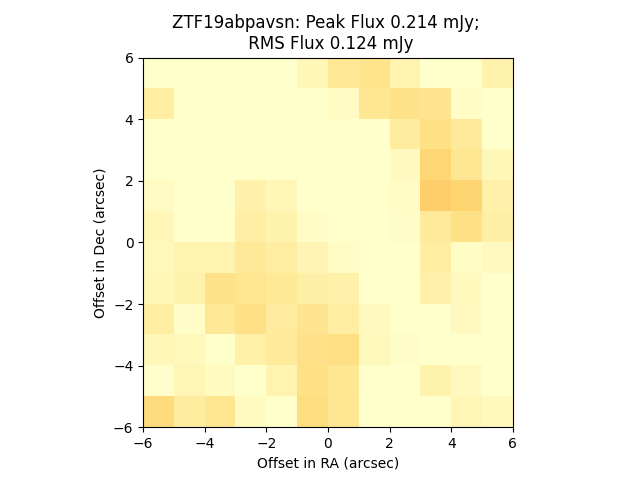 ZTF19abpavsn: Peak Flux 0.214 mJy;
RMS Flux 0.124 mJy
6
4
2
0
−2
−4
−6
Offset in Dec (arcsec)
−6 −4 −2 0 2 4 6
Offset in RA (arcsec)